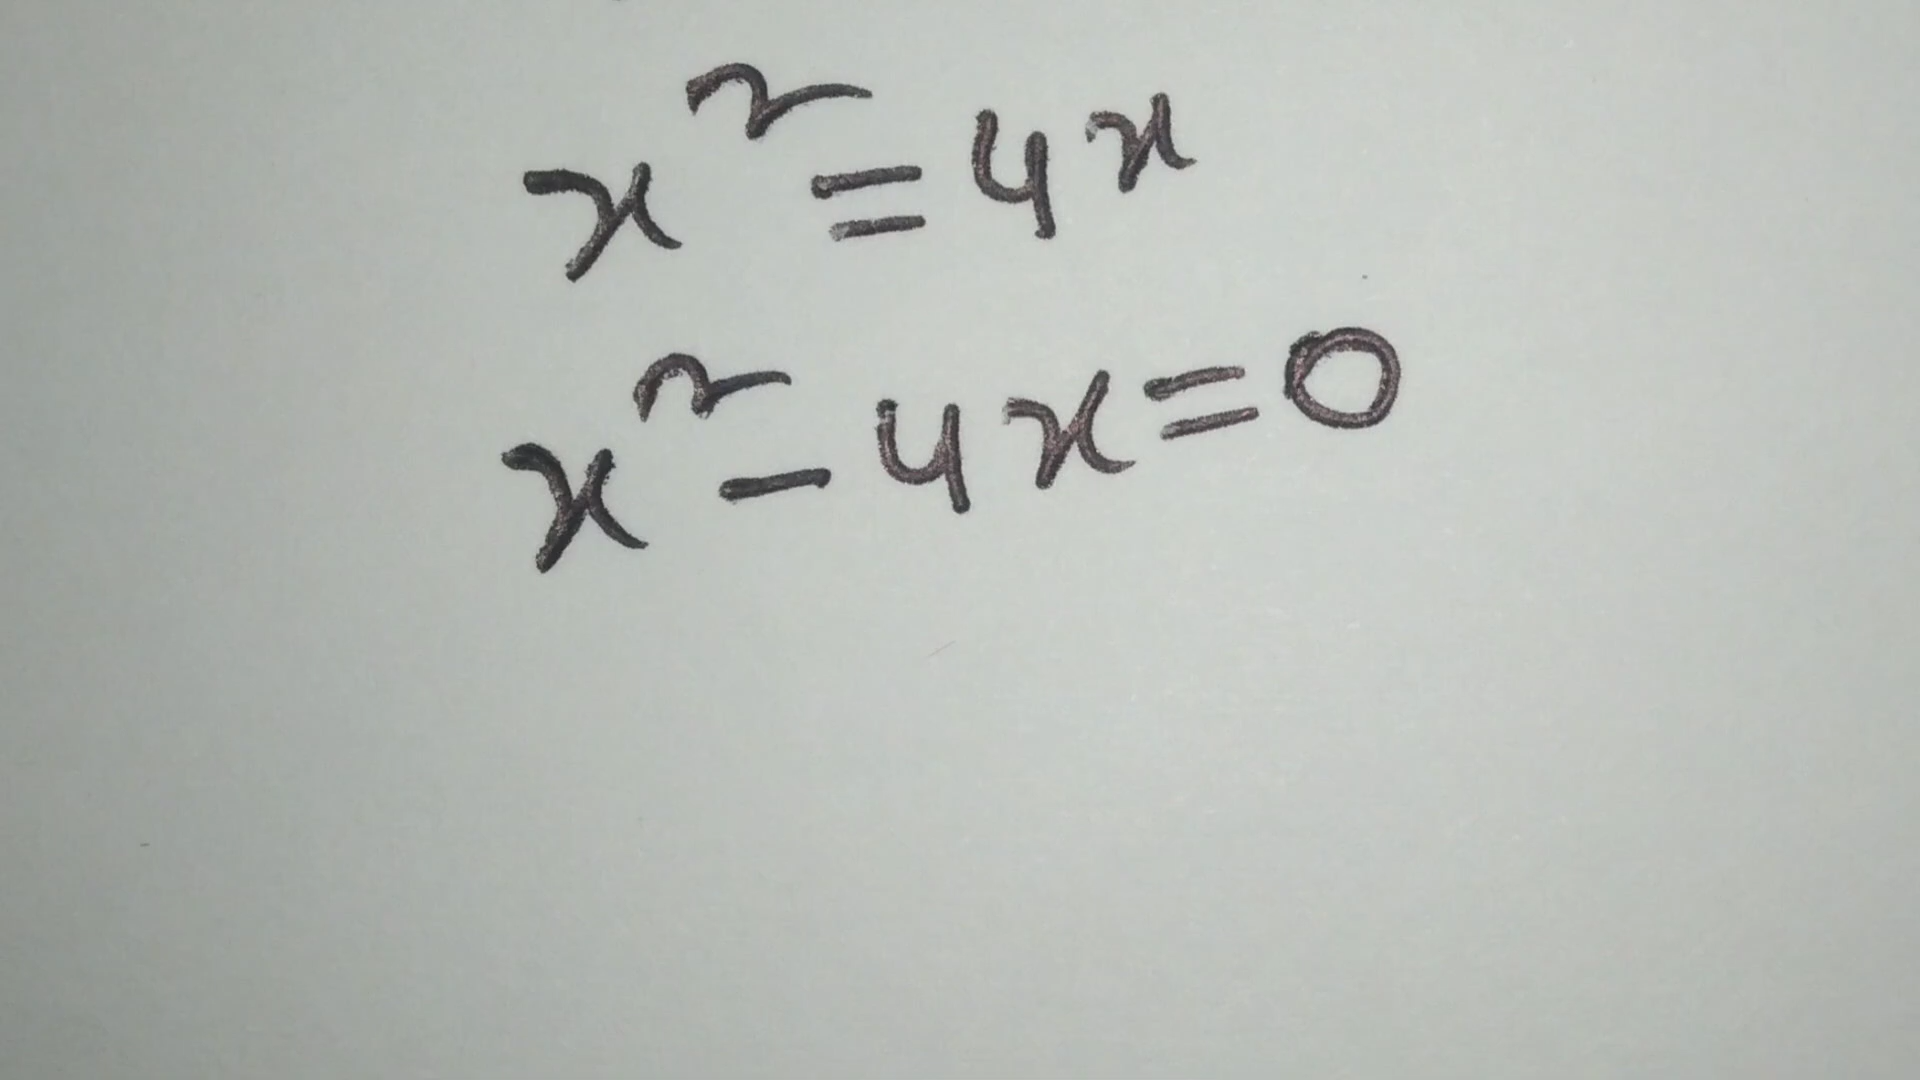 x² = 4x
x² - 4x = 0